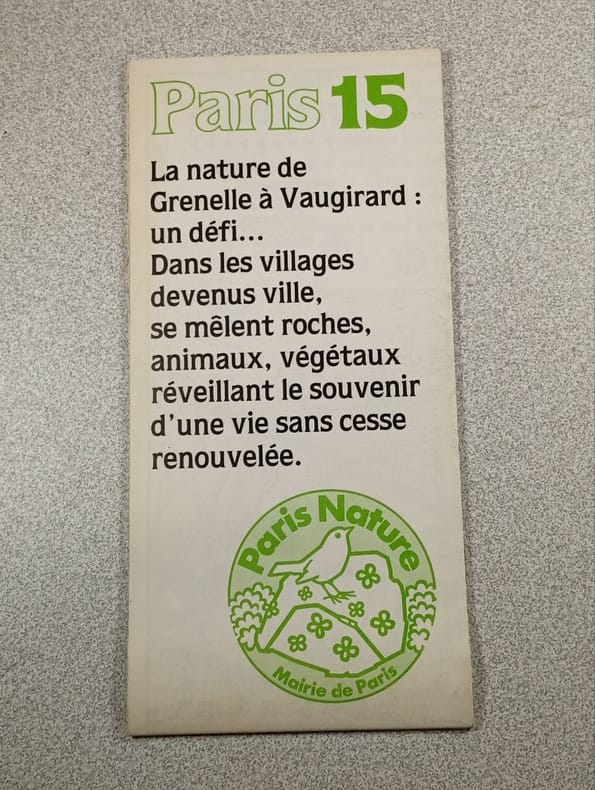 Paris 15
La nature de
Grenelle à Vaugirard :
un défi...
Dans les villages
devenus ville,
se mêlent roches,
animaux, végétaux
réveillant le souvenir
d'une vie sans cesse
renouvelée.
Paris Nature
Mairie de Paris